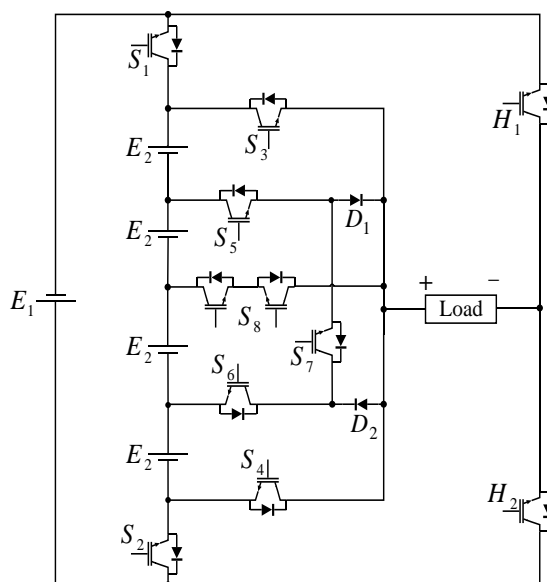 S₁
H₁
E₂
S₃
E₂
S₅
D₁
E₁
+ −
Load
S₈
S₇
E₂
S₆
D₂
E₂
S₄
H₂
S₂